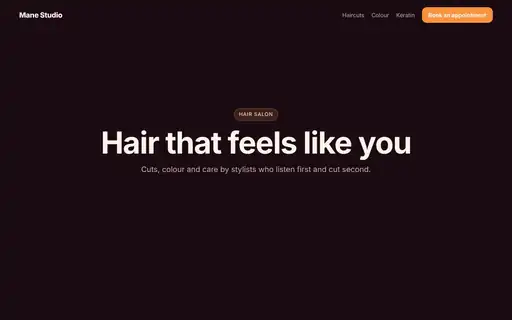 Mane Studio
Haircuts Colour Keratin Book an appointment
HAIR SALON
Hair that feels like you
Cuts, colour and care by stylists who listen first and cut second.